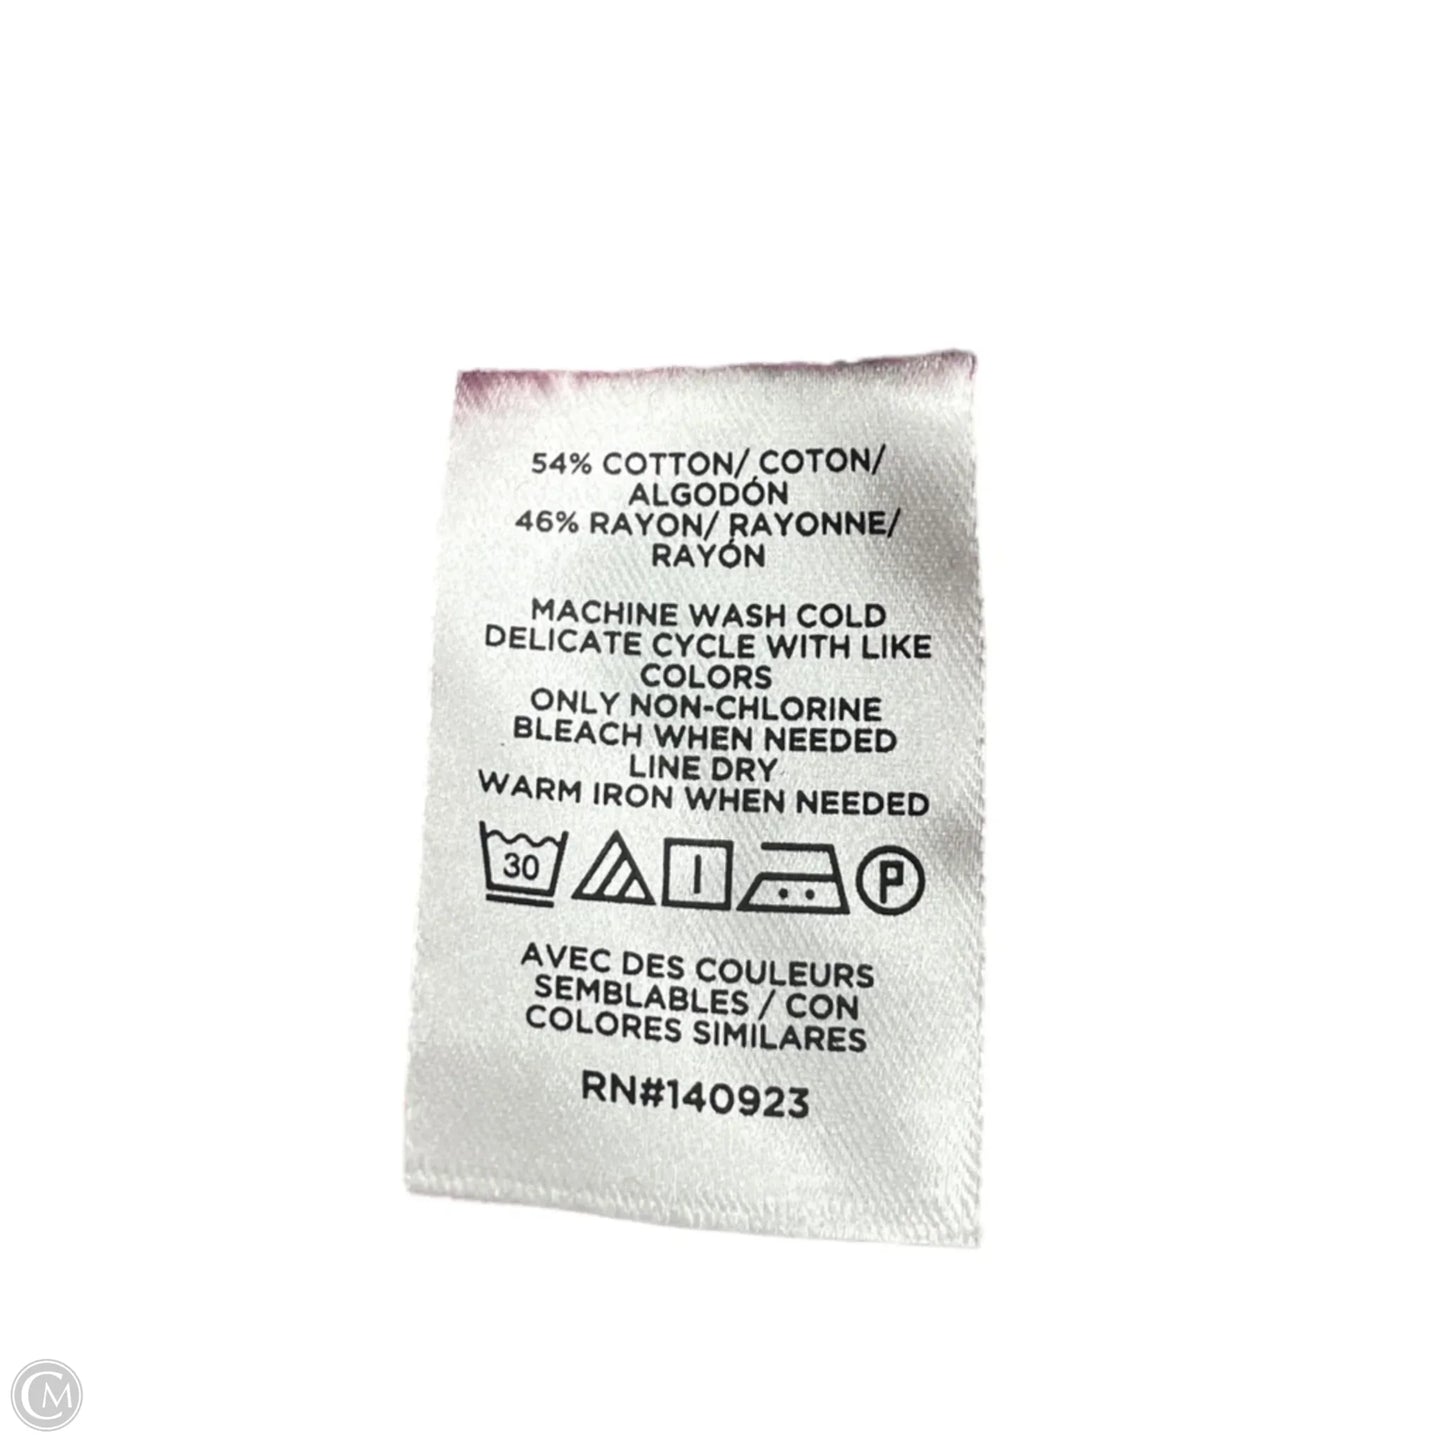 54% COTTON/ COTON/
ALGODÓN
46% RAYON/ RAYONNE/
RAYÓN
MACHINE WASH COLD
DELICATE CYCLE WITH LIKE
COLORS
ONLY NON-CHLORINE
BLEACH WHEN NEEDED
LINE DRY
WARM IRON WHEN NEEDED
30 P
AVEC DES COULEURS
SEMBLABLES / CON
COLORES SIMILARES
RN#140923
CM